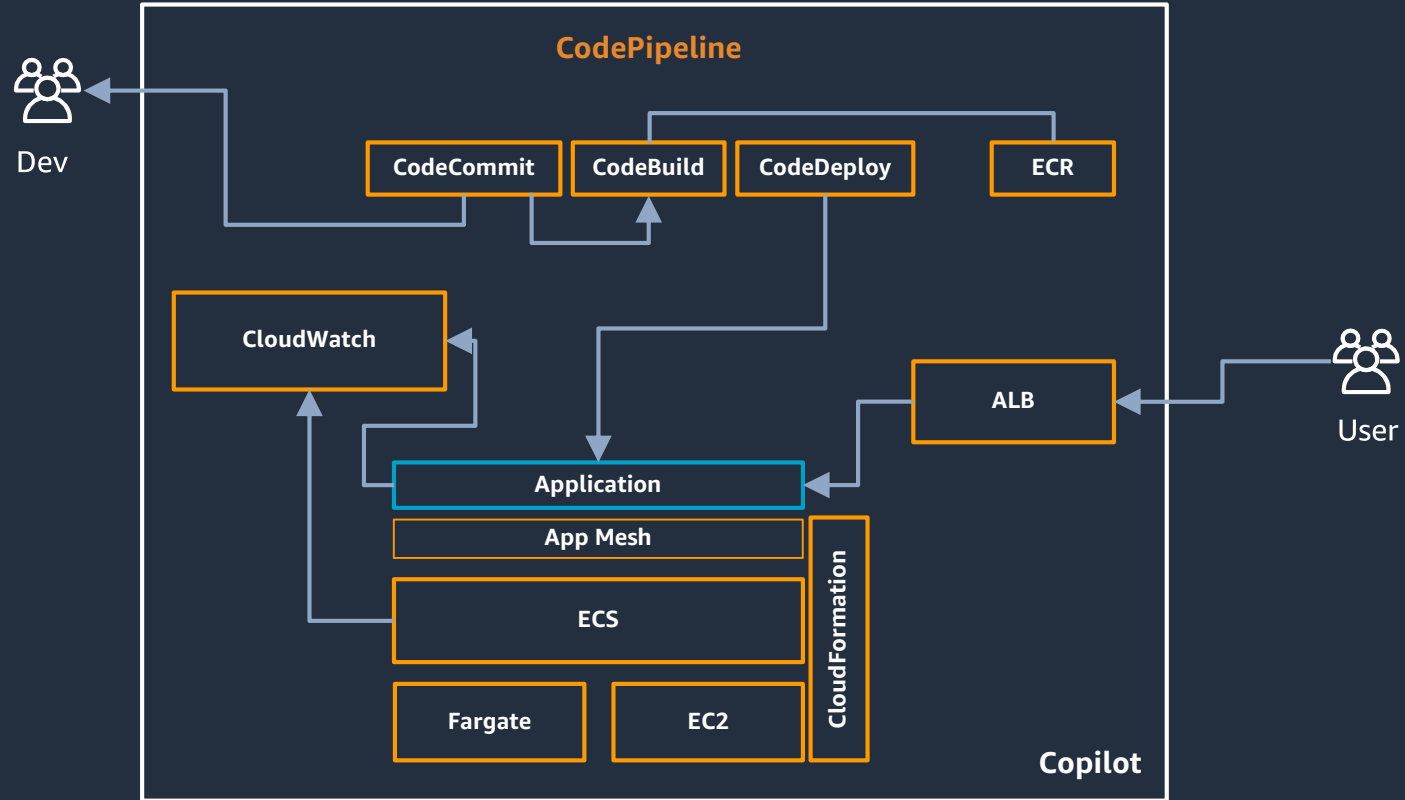 CodePipeline
Dev
CodeCommit
CodeBuild
CodeDeploy
ECR
CloudWatch
ALB
User
Application
App Mesh
CloudFormation
ECS
Fargate
EC2
Copilot